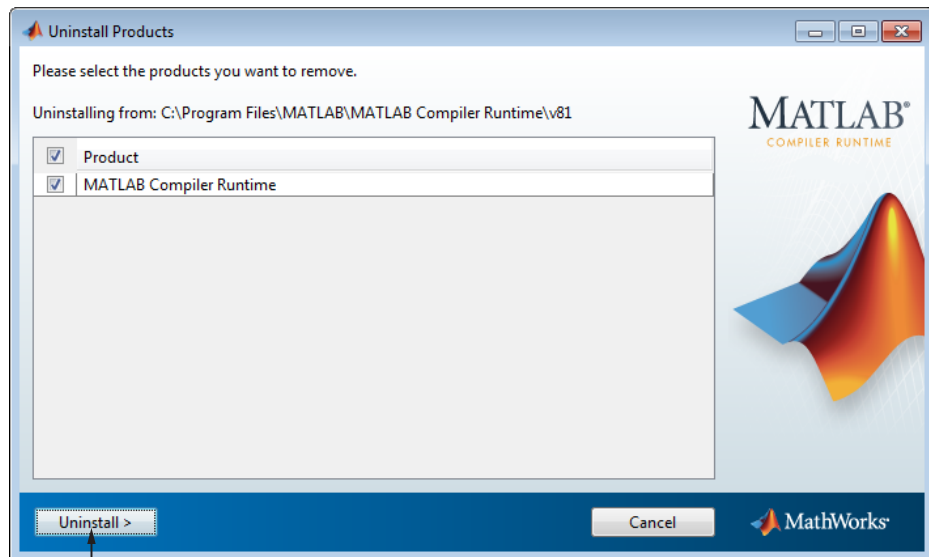 Uninstall Products
Please select the products you want to remove.
Uninstalling from: C:\Program Files\MATLAB\MATLAB Compiler Runtime\v81
MATLAB®
COMPILER RUNTIME
Product
MATLAB Compiler Runtime
Uninstall >
Cancel
MathWorks®